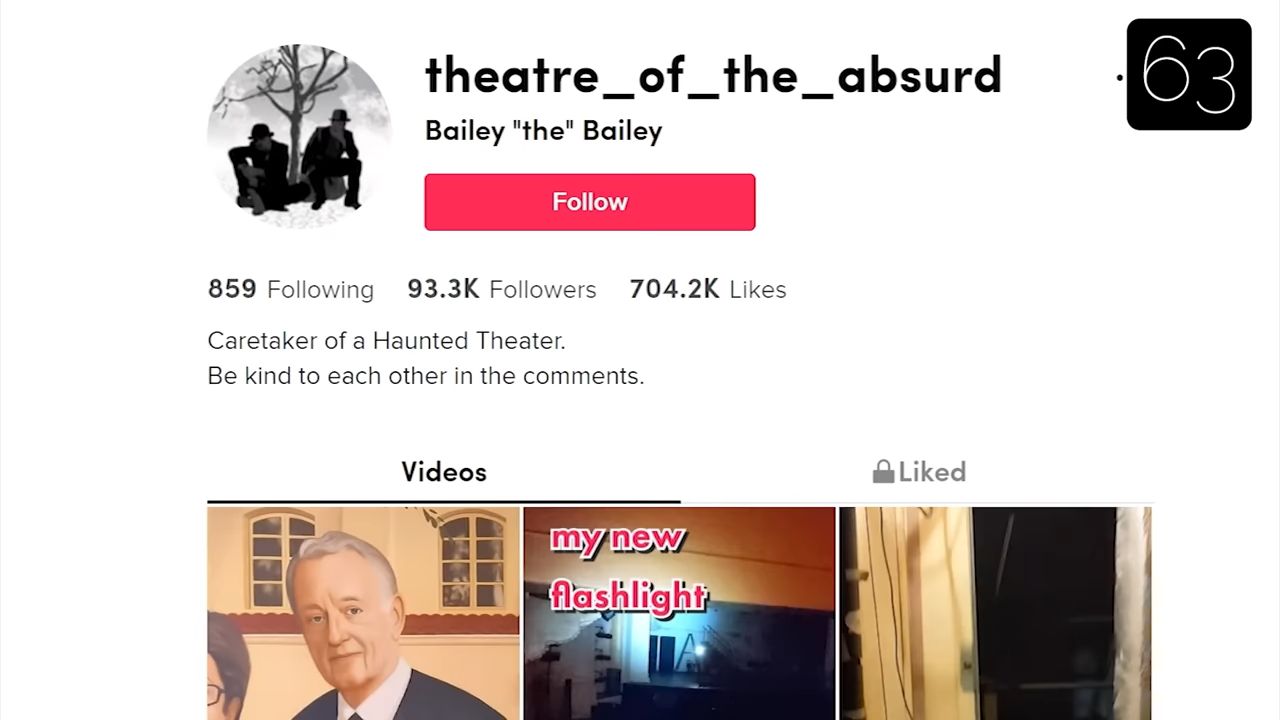 theatre_of_the_absurd
63
Bailey "the" Bailey
Follow
859 Following 93.3K Followers 704.2K Likes
Caretaker of a Haunted Theater.
Be kind to each other in the comments.
Videos Liked
my new
flashlight